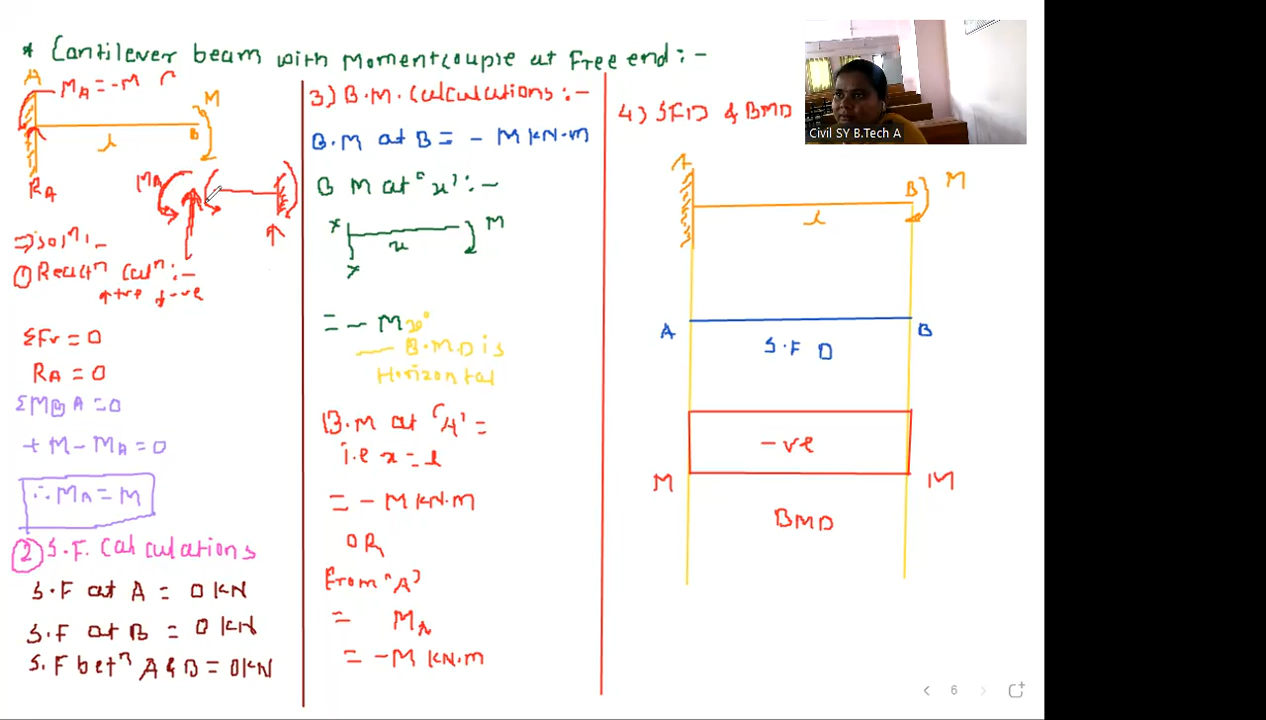 * Cantilever beam with Moment couple at Free end :-
A
MA = -M
M
B
l
RA
MA
⇒ Solⁿ :-
① Reactⁿ Calⁿ :-
↑+ve ↓-ve
ΣFv = 0
RA = 0
ΣM@A = 0
+ M - MA = 0
∴ MA = M
② S.F. Calculations
S.F at A = 0 kN
S.F at B = 0 kN
S.F betⁿ A & B = 0 kN
3) B.M. Calculations :-
B.M at B = - M kN.m
B M at 'x' :-
x
M
x
x
= - M x°
— B.M.D is
Horizontal
B.M at 'A' =
i.e x = l
= - M kN.m
OR
From 'A'
= MA
= -M kN.m
4) SFD & BMD
Civil SY B.Tech A
A
B
M
l
A
B
S.F D
-ve
M
M
BMD
6